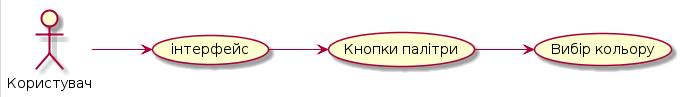 Користувач
інтерфейс
Кнопки палітри
Вибір кольору